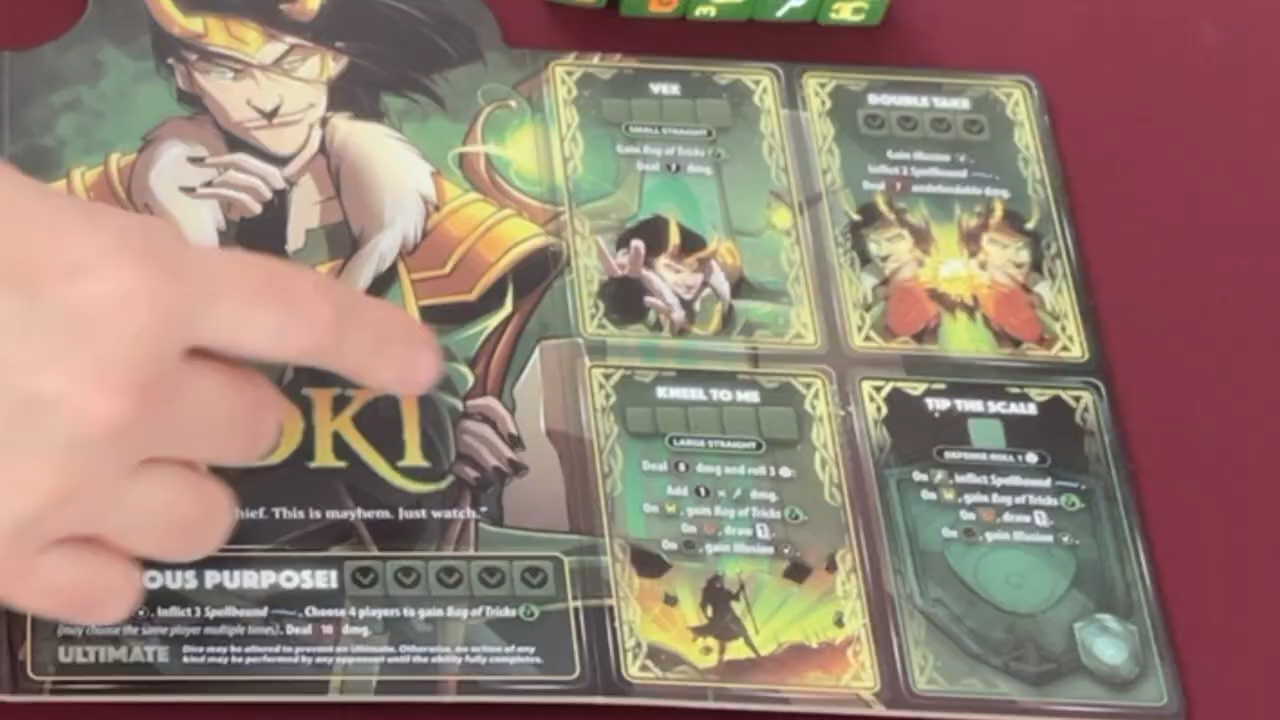 VEX
SMALL STRAIGHT
Gain Bag of Tricks
Deal dmg.
DOUBLE TAKE
Gain Illusion
Inflict 2 Spellbound
Deal undefendable dmg.
OKI
hief. This is mayhem. Just watch."
OUS PURPOSE!
Inflict 3 Spellbound . Choose 4 players to gain Bag of Tricks
(may choose the same player multiple times). Deal 10 dmg.
ULTIMATE
Dice may be altered to prevent an ultimate. Otherwise, no action of any
kind may be performed by any opponent until the ability fully completes.
KNEEL TO ME
LARGE STRAIGHT
Deal 5 dmg and roll 3 :
Add 1 x dmg.
On , gain Bag of Tricks .
On , draw 1 .
On , gain Illusion .
TIP THE SCALE
DEFENSE ROLL 1
On , inflict Spellbound .
On , gain Bag of Tricks .
On , draw 1 .
On , gain Illusion .